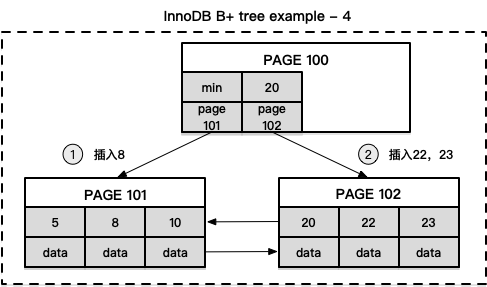 InnoDB B+ tree example - 4
PAGE 100
min 20
page 101 page 102
1 插入8
2 插入22，23
PAGE 101
5 8 10
data data data
PAGE 102
20 22 23
data data data